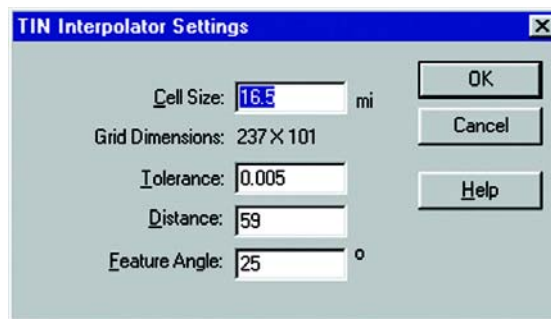 TIN Interpolator Settings
Cell Size: 16.5 mi
Grid Dimensions: 237 X 101
Tolerance: 0.005
Distance: 59
Feature Angle: 25 °
OK
Cancel
Help